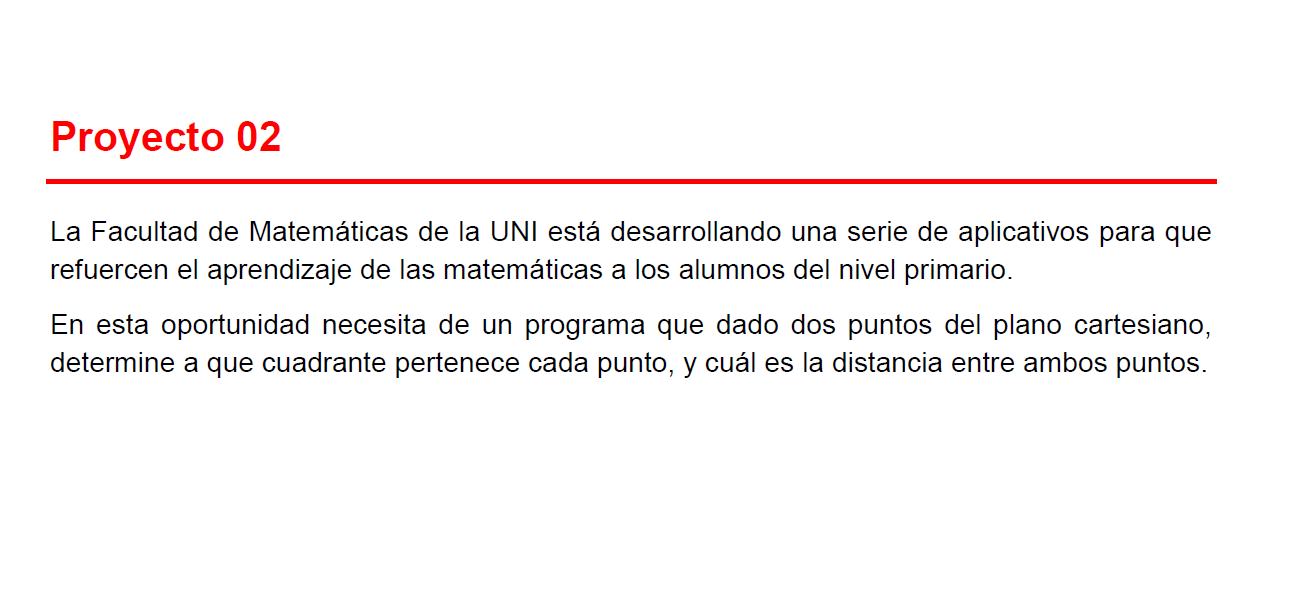 Proyecto 02
La Facultad de Matemáticas de la UNI está desarrollando una serie de aplicativos para que
refuercen el aprendizaje de las matemáticas a los alumnos del nivel primario.
En esta oportunidad necesita de un programa que dado dos puntos del plano cartesiano,
determine a que cuadrante pertenece cada punto, y cuál es la distancia entre ambos puntos.